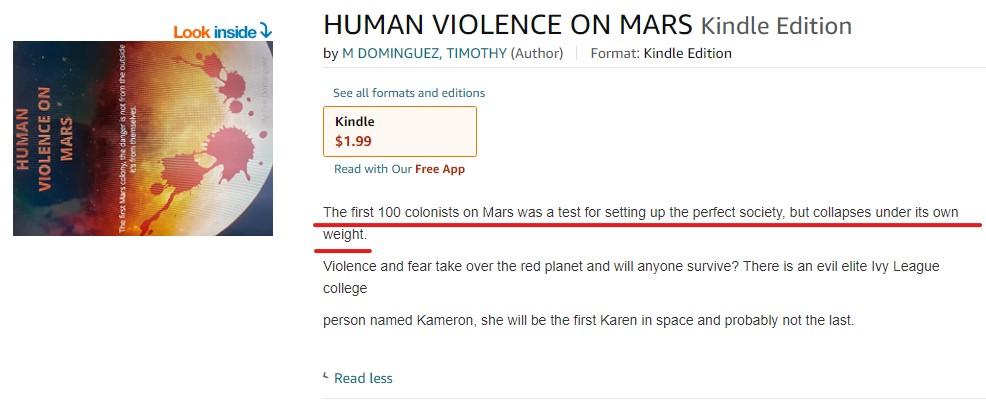 Look inside
HUMAN
VIOLENCE ON
MARS
The first Mars colony, the danger is not from the outside
it's from themselves.
HUMAN VIOLENCE ON MARS Kindle Edition
by M DOMINGUEZ, TIMOTHY (Author) Format: Kindle Edition
See all formats and editions
Kindle
$1.99
Read with Our Free App
The first 100 colonists on Mars was a test for setting up the perfect society, but collapses under its own
weight.
Violence and fear take over the red planet and will anyone survive? There is an evil elite Ivy League
college
person named Kameron, she will be the first Karen in space and probably not the last.
Read less